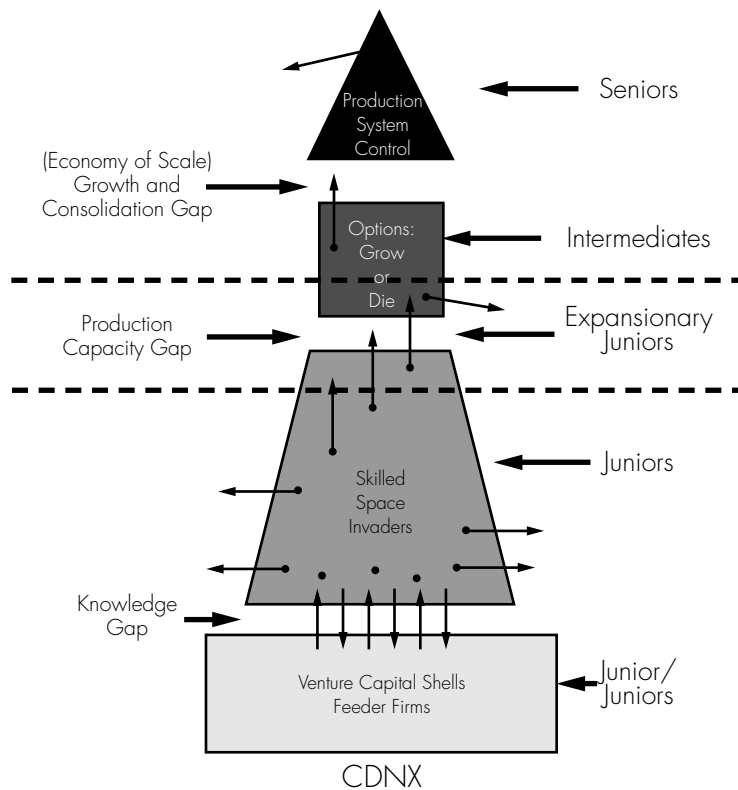 Production
System
Control
Seniors
(Economy of Scale)
Growth and
Consolidation Gap
Options:
Grow
or
Die
Intermediates
Production
Capacity Gap
Expansionary
Juniors
Skilled
Space
Invaders
Juniors
Knowledge
Gap
Venture Capital Shells
Feeder Firms
Junior/
Juniors
CDNX